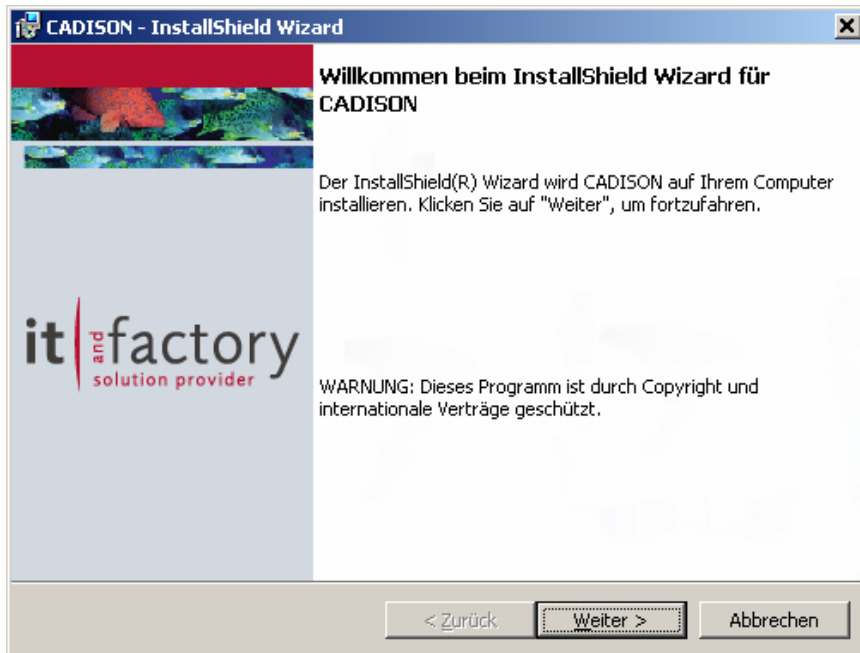 CADISON - InstallShield Wizard
Willkommen beim InstallShield Wizard für
CADISON
Der InstallShield(R) Wizard wird CADISON auf Ihrem Computer
installieren. Klicken Sie auf "Weiter", um fortzufahren.
it and factory
solution provider
WARNUNG: Dieses Programm ist durch Copyright und
internationale Verträge geschützt.
< Zurück Weiter > Abbrechen